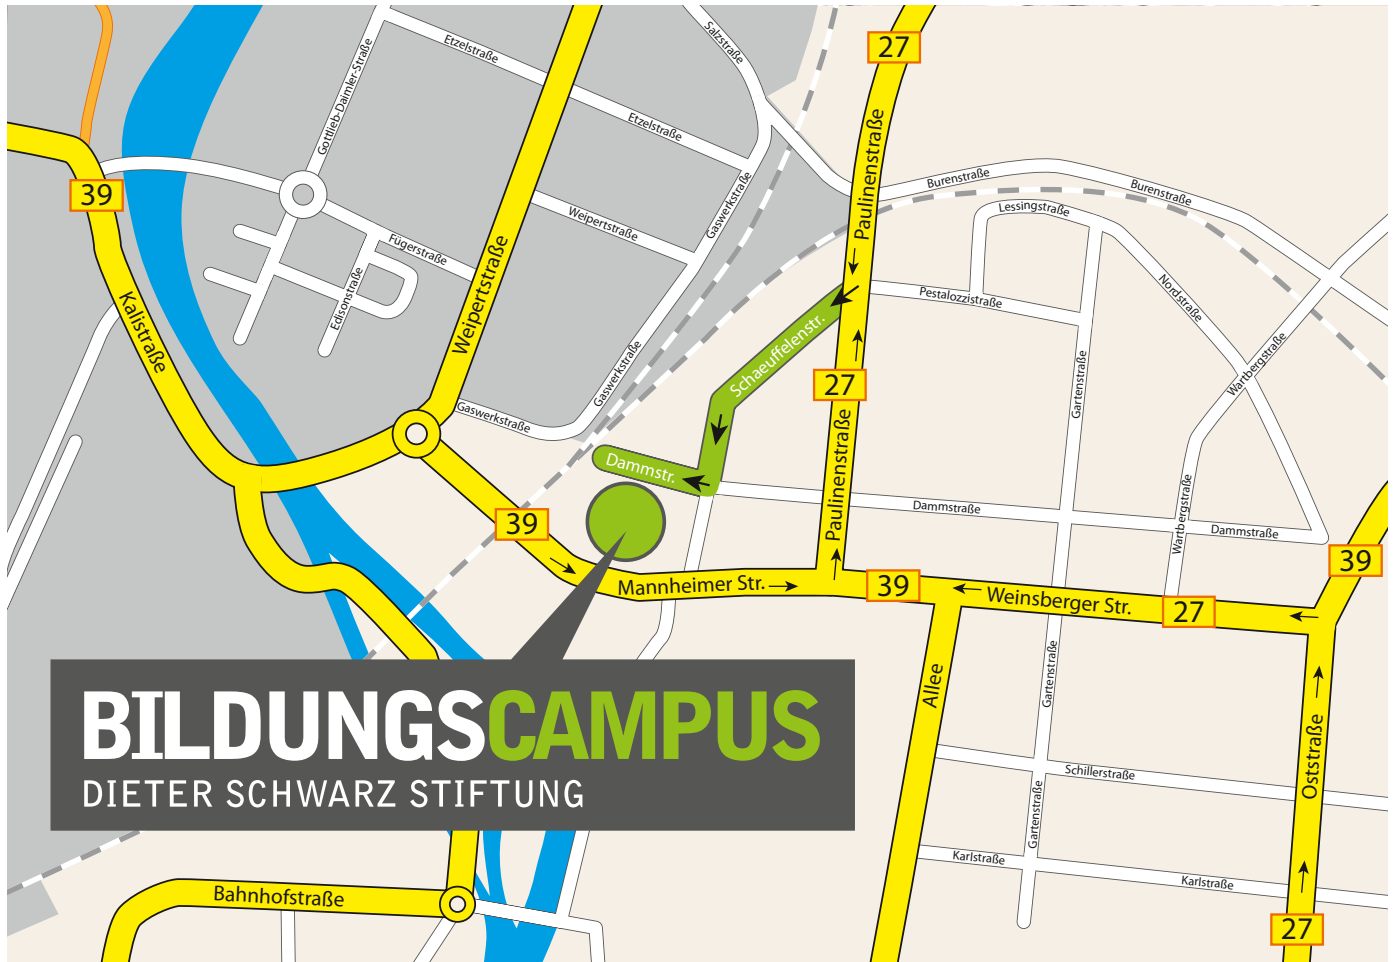 Salzstraße
27
Etzelstraße
Gottlieb-Daimler-Straße
Etzelstraße
Paulinenstraße
39
Burenstraße
Burenstraße
Gaswerkstraße
Lessingstraße
Weipertstraße
Fügerstraße
Edisonstraße
Weipertstraße
Pestalozzistraße
Nordstraße
Kalistraße
Schaeuffelenstr.
Gaswerkstraße
27
Gartenstraße
Wartbergstraße
Gaswerkstraße
Dammstr.
Paulinenstraße
Dammstraße
Wartbergstraße
Dammstraße
39
39
Mannheimer Str.
39
Weinsberger Str.
27
Allee
Gartenstraße
BILDUNGSCAMPUS
DIETER SCHWARZ STIFTUNG
Oststraße
Schillerstraße
Gartenstraße
Karlstraße
Karlstraße
Bahnhofstraße
27